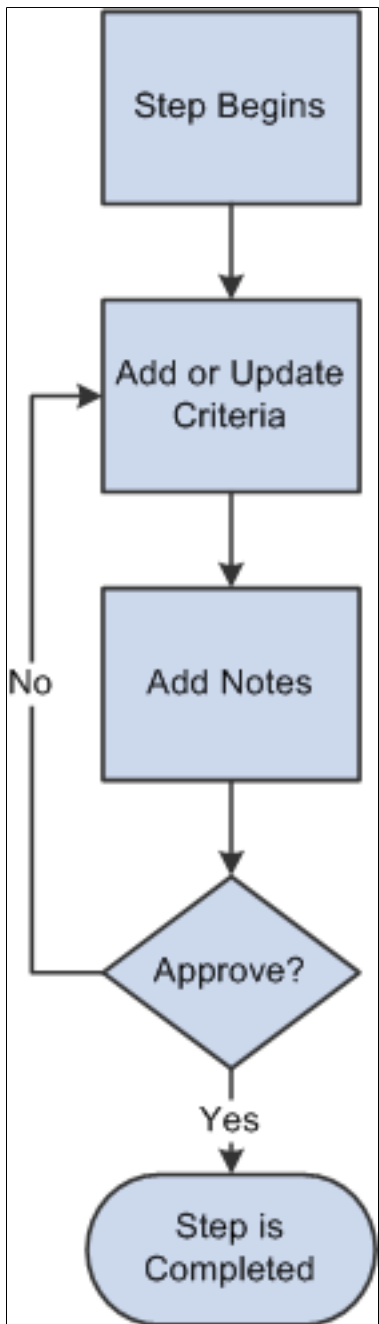 Step Begins
Add or Update
Criteria
No
Add Notes
Approve?
Yes
Step is
Completed